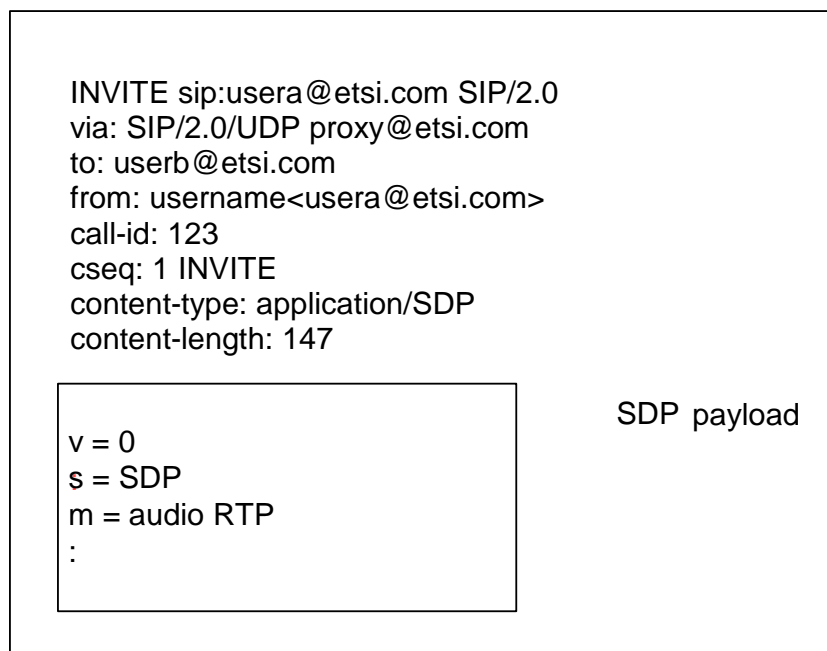 INVITE sip:usera@etsi.com SIP/2.0
via: SIP/2.0/UDP proxy@etsi.com
to: userb@etsi.com
from: username<usera@etsi.com>
call-id: 123
cseq: 1 INVITE
content-type: application/SDP
content-length: 147
SDP payload
v = 0
s = SDP
m = audio RTP
: